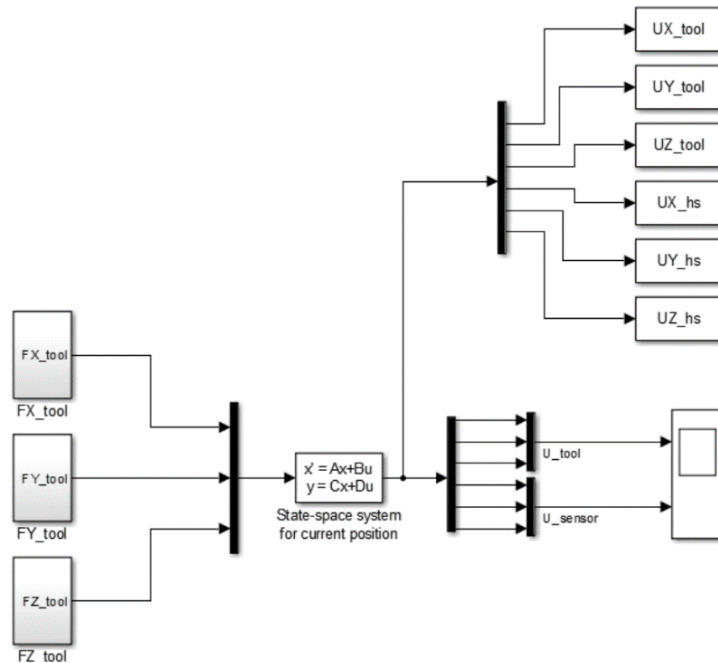 UX_tool
UY_tool
UZ_tool
UX_hs
UY_hs
UZ_hs
FX_tool
FX_tool
FY_tool
FY_tool
FZ_tool
FZ_tool
x' = Ax+Bu
y = Cx+Du
State-space system
for current position
U_tool
U_sensor